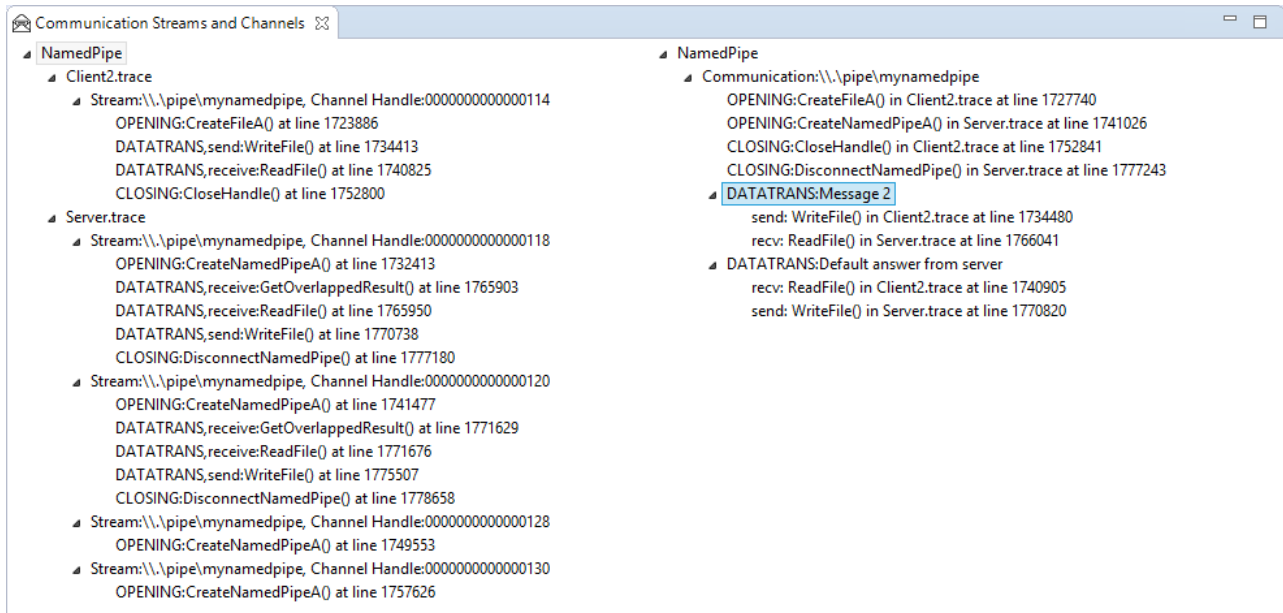 Communication Streams and Channels
NamedPipe
Client2.trace
Stream:\\.\pipe\mynamedpipe, Channel Handle:0000000000000114
OPENING:CreateFileA() at line 1723886
DATATRANS,send:WriteFile() at line 1734413
DATATRANS,receive:ReadFile() at line 1740825
CLOSING:CloseHandle() at line 1752800
Server.trace
Stream:\\.\pipe\mynamedpipe, Channel Handle:0000000000000118
OPENING:CreateNamedPipeA() at line 1732413
DATATRANS,receive:GetOverlappedResult() at line 1765903
DATATRANS,receive:ReadFile() at line 1765950
DATATRANS,send:WriteFile() at line 1770738
CLOSING:DisconnectNamedPipe() at line 1777180
Stream:\\.\pipe\mynamedpipe, Channel Handle:0000000000000120
OPENING:CreateNamedPipeA() at line 1741477
DATATRANS,receive:GetOverlappedResult() at line 1771629
DATATRANS,receive:ReadFile() at line 1771676
DATATRANS,send:WriteFile() at line 1775507
CLOSING:DisconnectNamedPipe() at line 1778658
Stream:\\.\pipe\mynamedpipe, Channel Handle:0000000000000128
OPENING:CreateNamedPipeA() at line 1749553
Stream:\\.\pipe\mynamedpipe, Channel Handle:0000000000000130
OPENING:CreateNamedPipeA() at line 1757626
NamedPipe
Communication:\\.\pipe\mynamedpipe
OPENING:CreateFileA() in Client2.trace at line 1727740
OPENING:CreateNamedPipeA() in Server.trace at line 1741026
CLOSING:CloseHandle() in Client2.trace at line 1752841
CLOSING:DisconnectNamedPipe() in Server.trace at line 1777243
DATATRANS:Message 2
send: WriteFile() in Client2.trace at line 1734480
recv: ReadFile() in Server.trace at line 1766041
DATATRANS:Default answer from server
recv: ReadFile() in Client2.trace at line 1740905
send: WriteFile() in Server.trace at line 1770820